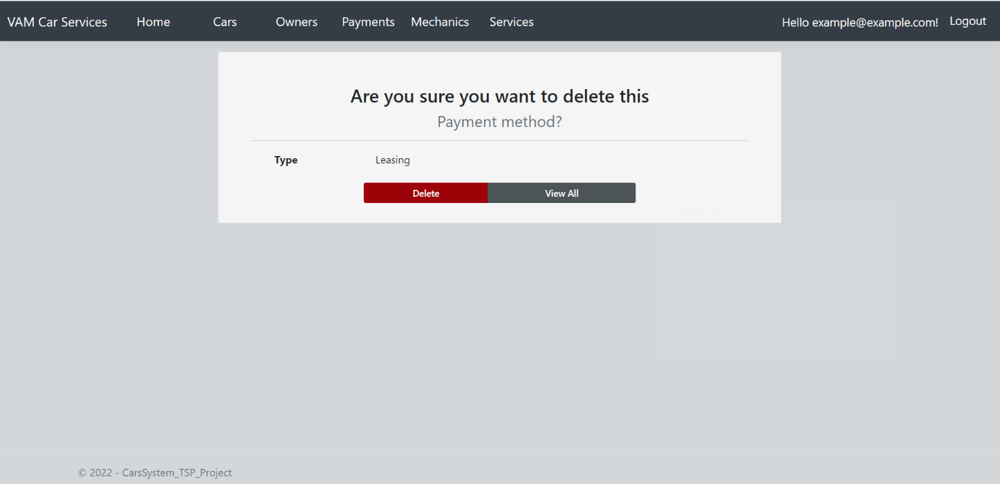 VAM Car Services Home Cars Owners Payments Mechanics Services Hello example@example.com! Logout
Are you sure you want to delete this
Payment method?
Type Leasing
Delete View All
© 2022 - CarsSystem_TSP_Project